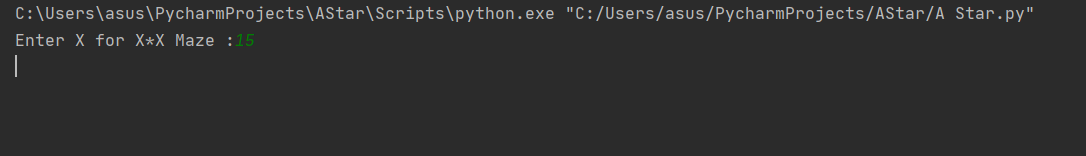 C:\Users\asus\PycharmProjects\AStar\Scripts\python.exe "C:/Users/asus/PycharmProjects/AStar/A Star.py"
Enter X for X*X Maze :15